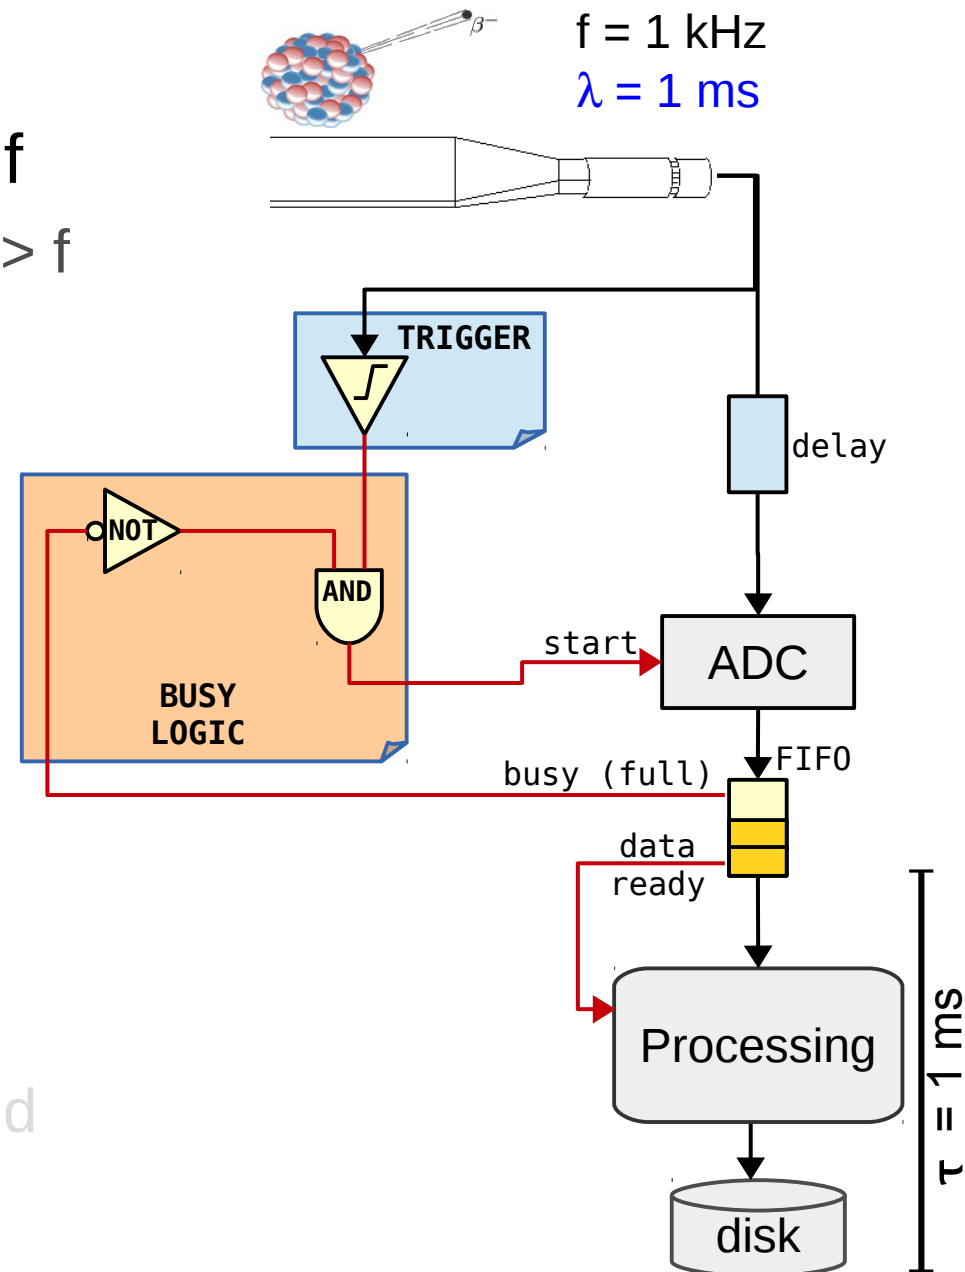 β⁻
f = 1 kHz
λ = 1 ms
f
> f
TRIGGER
delay
NOT
AND
start
ADC
BUSY
LOGIC
FIFO
busy (full)
data
ready
Processing
τ = 1 ms
d
disk